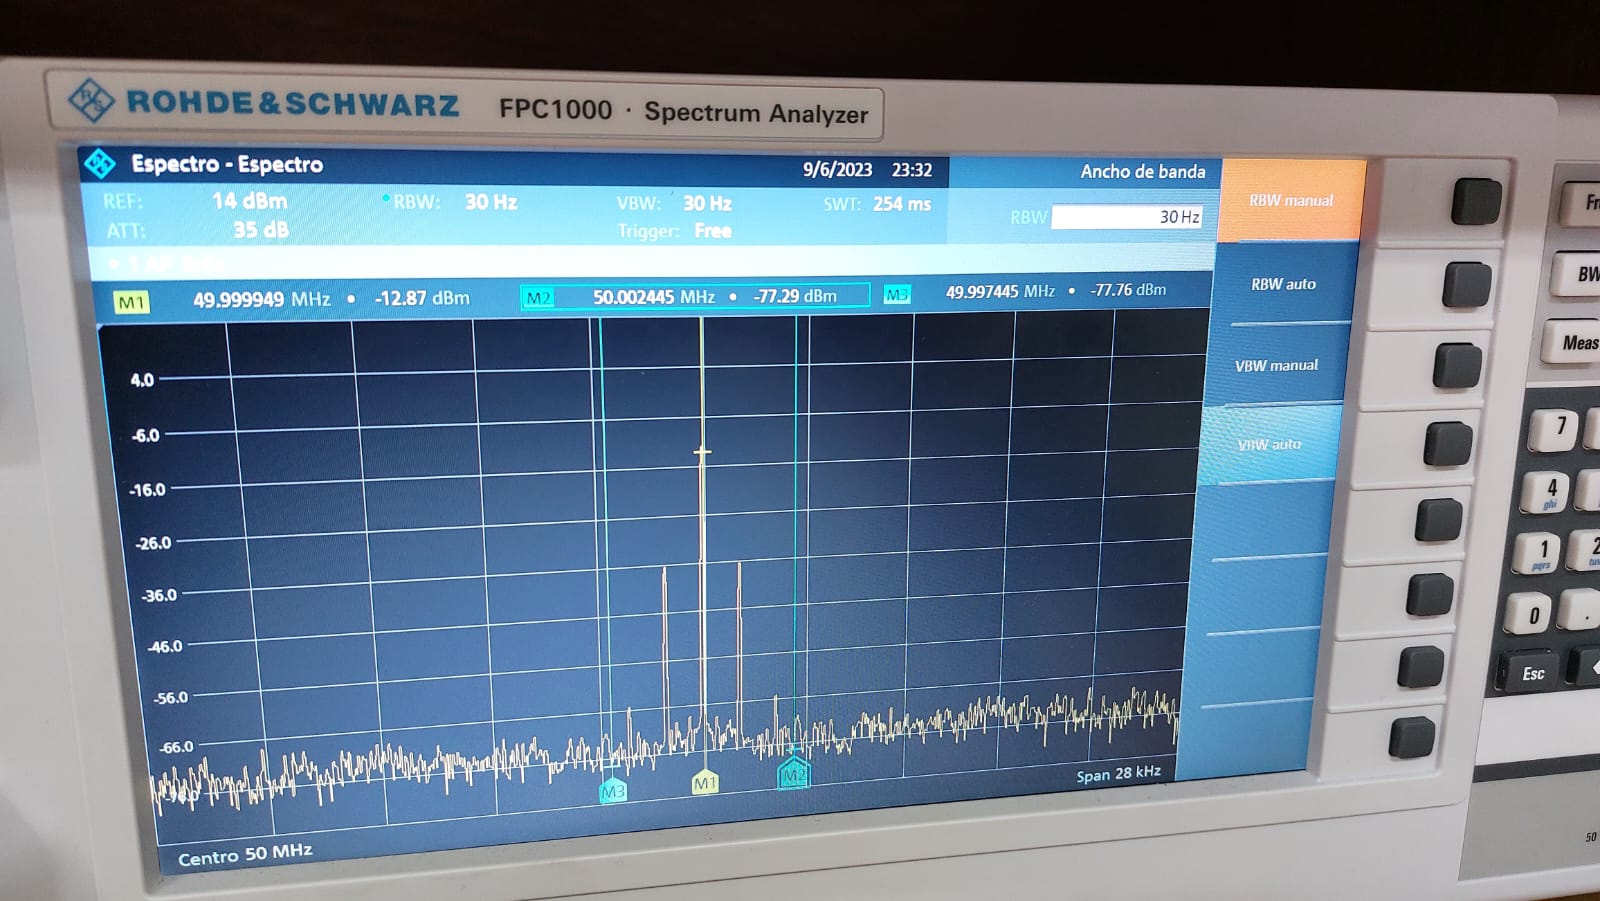 ROHDE & SCHWARZ FPC1000 · Spectrum Analyzer
Espectro - Espectro 9/6/2023 23:32 Ancho de banda
REF: 14 dBm RBW: 30 Hz VBW: 30 Hz SWT: 254 ms RBW 30 Hz
ATT: 35 dB Trigger: Free
M1 49.999949 MHz • -12.87 dBm M2 50.002445 MHz • -77.29 dBm M3 49.997445 MHz • -77.76 dBm
4.0
-6.0
-16.0
-26.0
-36.0
-46.0
-56.0
-66.0
M3 M1 M2
Span 28 kHz
Centro 50 MHz
RBW manual
RBW auto
VBW manual
VBW auto
BW
Meas
7
4
ghi
1
pqrs
0 .
Esc
50